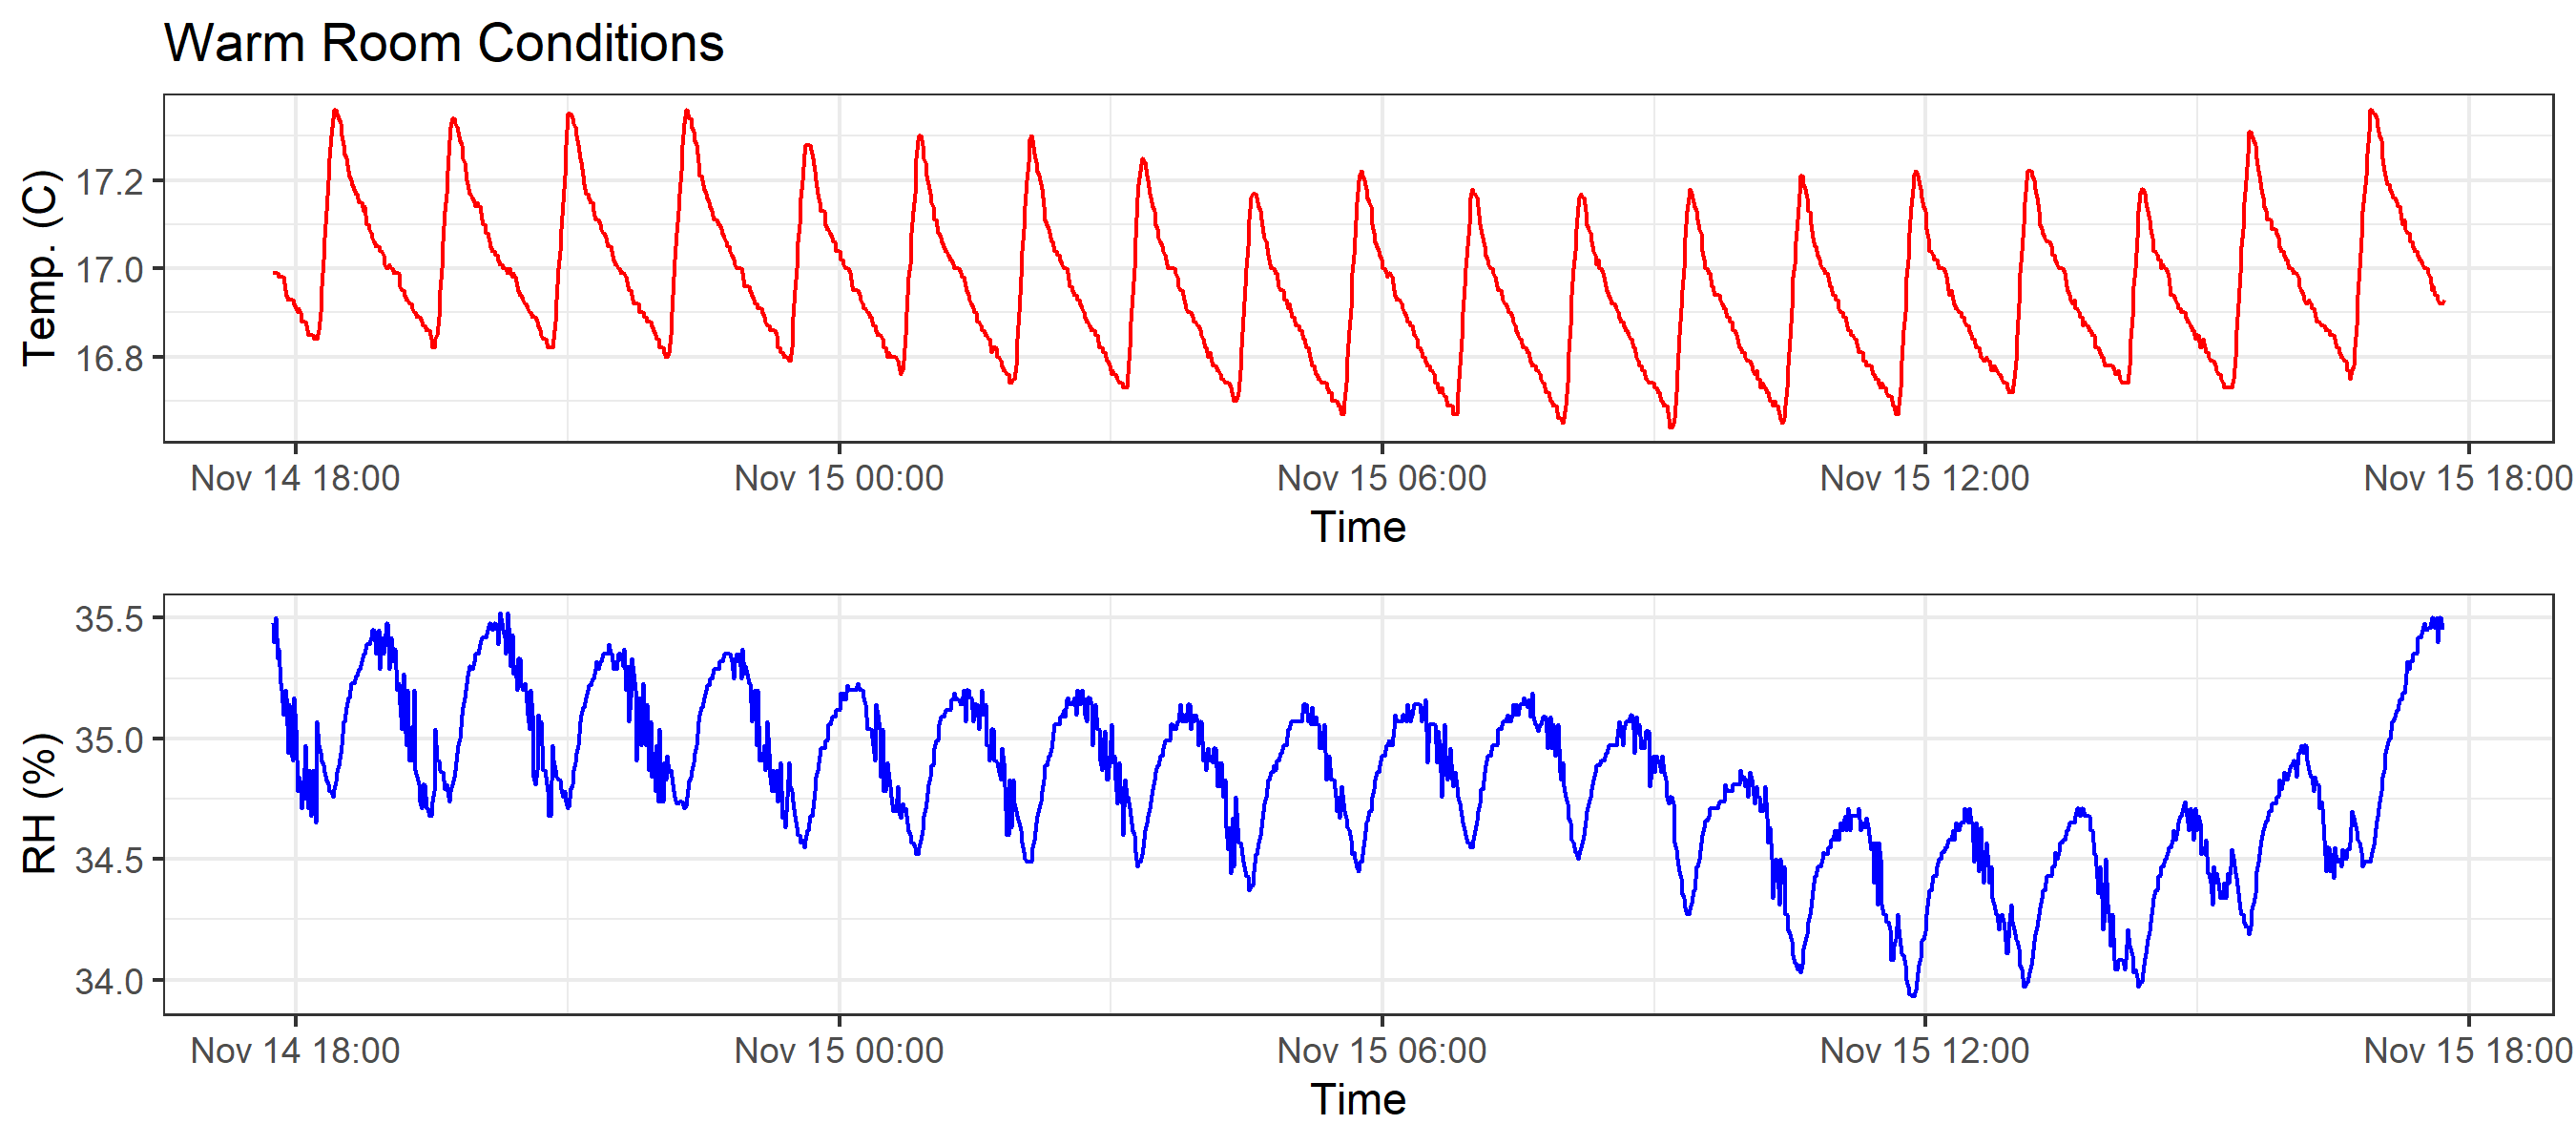 Warm Room Conditions
Temp. (C)
17.2
17.0
16.8
Nov 14 18:00 Nov 15 00:00 Nov 15 06:00 Nov 15 12:00 Nov 15 18:00
Time
RH (%)
35.5
35.0
34.5
34.0
Nov 14 18:00 Nov 15 00:00 Nov 15 06:00 Nov 15 12:00 Nov 15 18:00
Time